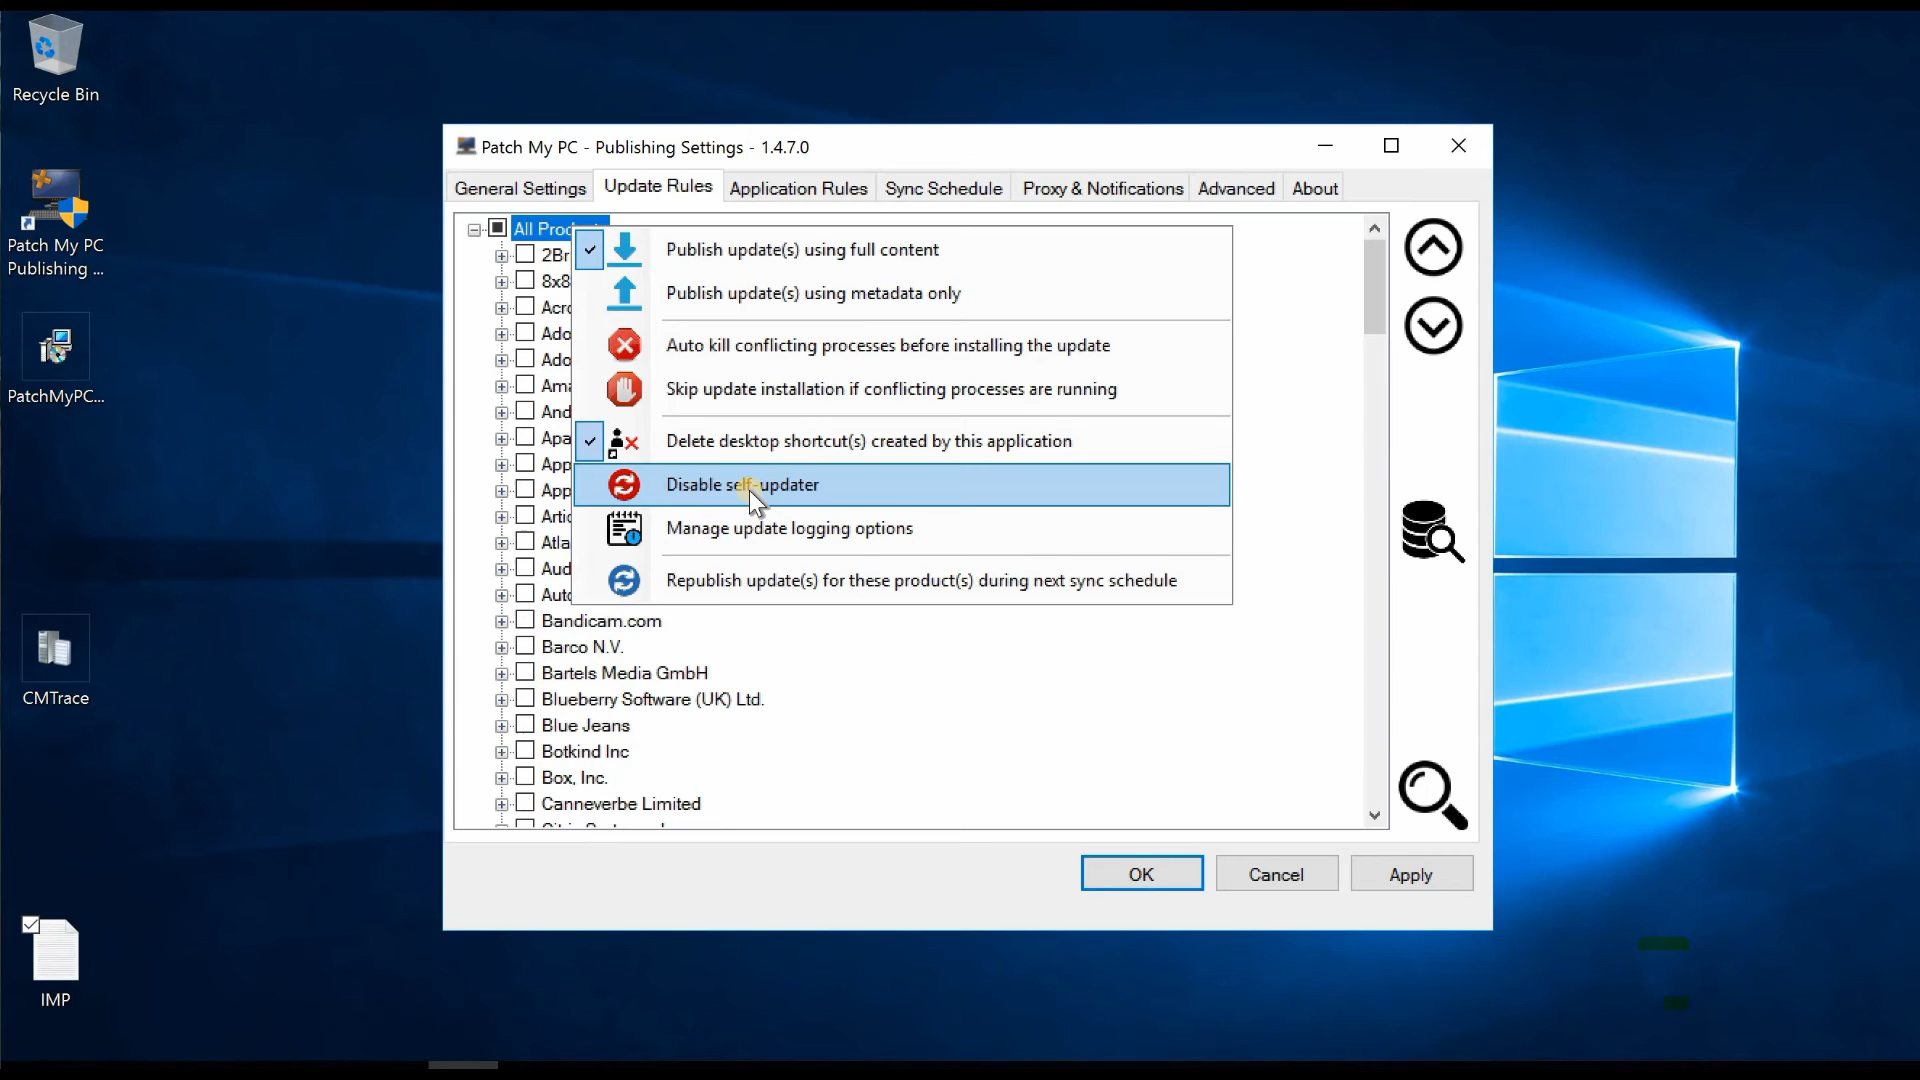 Recycle Bin
Patch My PC
Publishing ...
PatchMyPC...
CMTrace
IMP
Patch My PC - Publishing Settings - 1.4.7.0
General Settings
Update Rules
Application Rules
Sync Schedule
Proxy & Notifications
Advanced
About
All
2Br
8x8
Acro
Ado
Ado
Ama
And
Apa
App
App
Artic
Atla
Aud
Auto
Bandicam.com
Barco N.V.
Bartels Media GmbH
Blueberry Software (UK) Ltd.
Blue Jeans
Botkind Inc
Box, Inc.
Canneverbe Limited
Publish update(s) using full content
Publish update(s) using metadata only
Auto kill conflicting processes before installing the update
Skip update installation if conflicting processes are running
Delete desktop shortcut(s) created by this application
Disable self-updater
Manage update logging options
Republish update(s) for these product(s) during next sync schedule
OK
Cancel
Apply